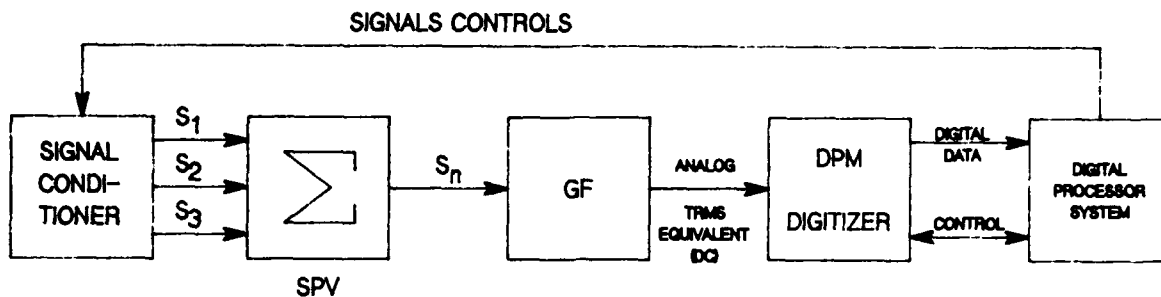 SIGNALS CONTROLS
SIGNAL
CONDI-
TIONER
S1
S2
S3
Σ
SPV
Sn
GF
ANALOG
TRMS
EQUIVALENT
(DC)
DPM
DIGITIZER
DIGITAL
DATA
CONTROL
DIGITAL
PROCESSOR
SYSTEM